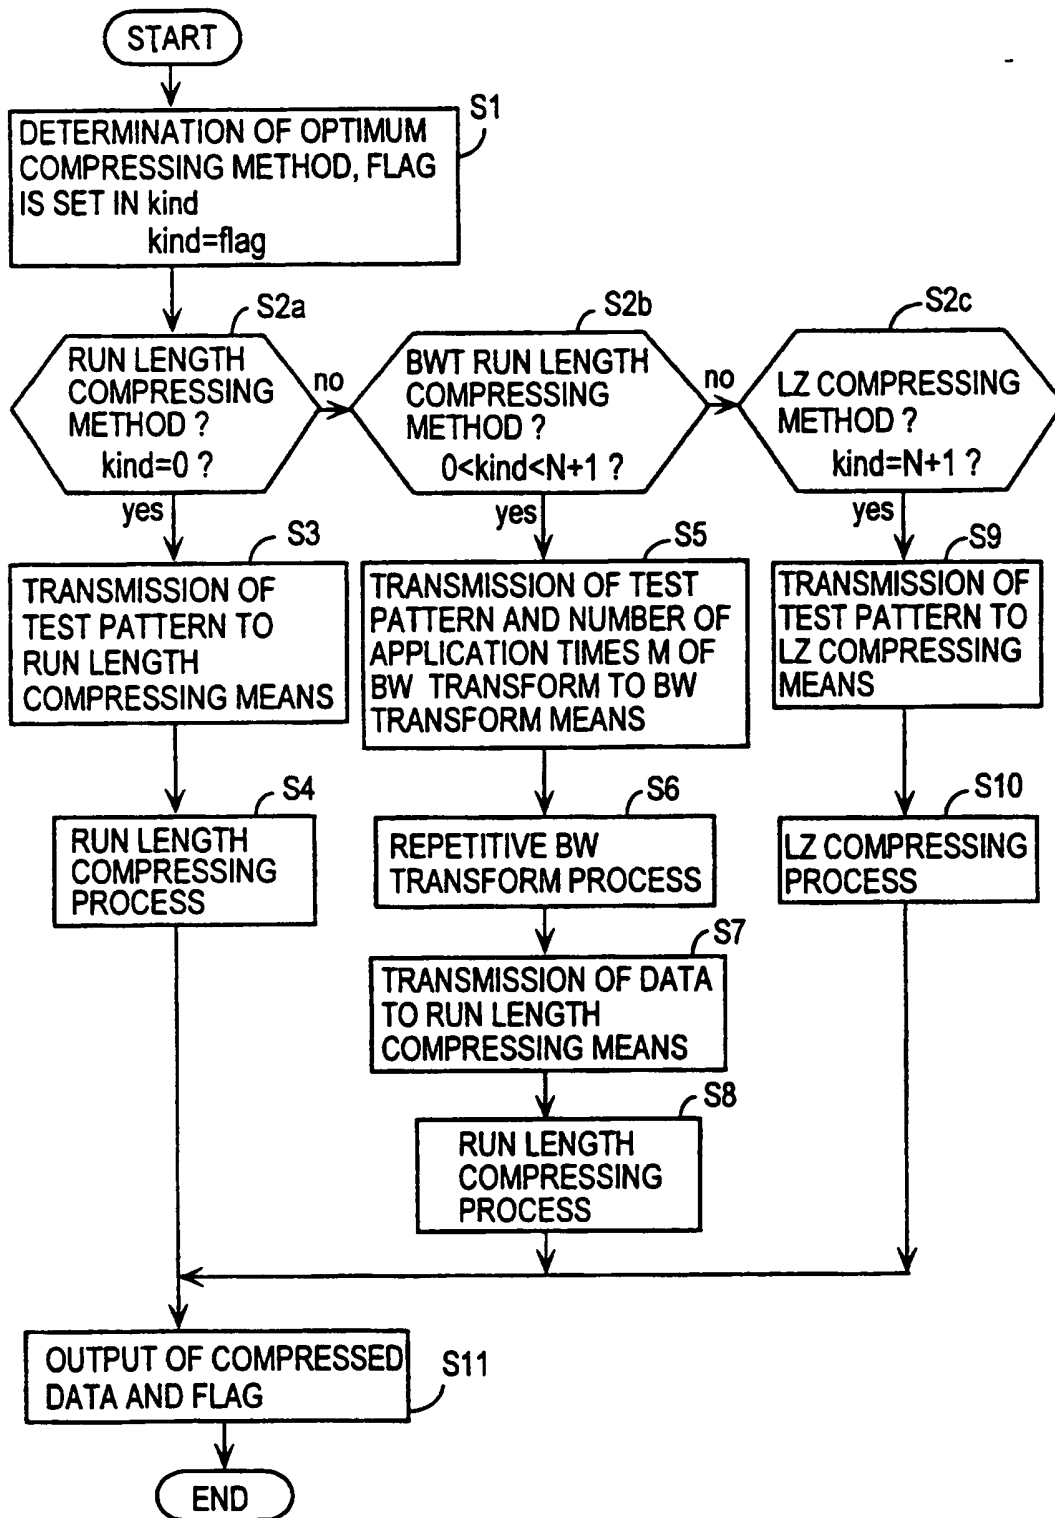 START
S1
DETERMINATION OF OPTIMUM
COMPRESSING METHOD, FLAG
IS SET IN kind
kind=flag
S2a
RUN LENGTH
COMPRESSING
METHOD ?
kind=0 ?
no
yes
S2b
BWT RUN LENGTH
COMPRESSING
METHOD ?
0<kind<N+1 ?
no
yes
S2c
LZ COMPRESSING
METHOD ?
kind=N+1 ?
yes
S3
TRANSMISSION OF
TEST PATTERN TO
RUN LENGTH
COMPRESSING MEANS
S5
TRANSMISSION OF TEST
PATTERN AND NUMBER OF
APPLICATION TIMES M OF
BW TRANSFORM TO BW
TRANSFORM MEANS
S9
TRANSMISSION OF
TEST PATTERN TO
LZ COMPRESSING
MEANS
S4
RUN LENGTH
COMPRESSING
PROCESS
S6
REPETITIVE BW
TRANSFORM PROCESS
S10
LZ COMPRESSING
PROCESS
S7
TRANSMISSION OF DATA
TO RUN LENGTH
COMPRESSING MEANS
S8
RUN LENGTH
COMPRESSING
PROCESS
OUTPUT OF COMPRESSED
DATA AND FLAG
S11
END